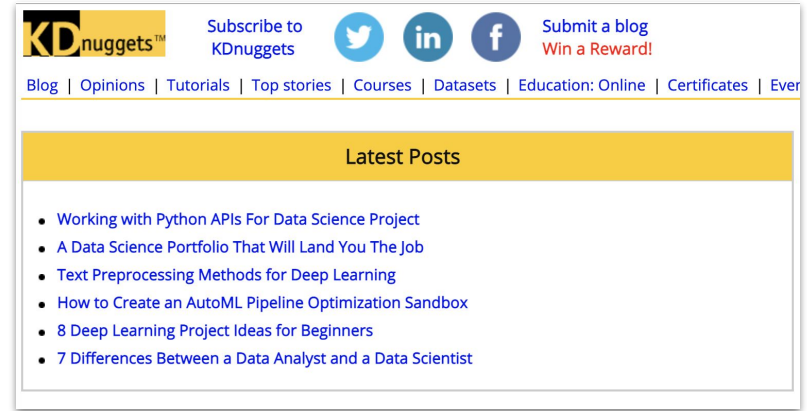 KDnuggets™
Subscribe to
KDnuggets
in
f
Submit a blog
Win a Reward!
Blog | Opinions | Tutorials | Top stories | Courses | Datasets | Education: Online | Certificates |
Latest Posts
• Working with Python APIs For Data Science Project
• A Data Science Portfolio That Will Land You The Job
• Text Preprocessing Methods for Deep Learning
• How to Create an AutoML Pipeline Optimization Sandbox
• 8 Deep Learning Project Ideas for Beginners
• 7 Differences Between a Data Analyst and a Data Scientist